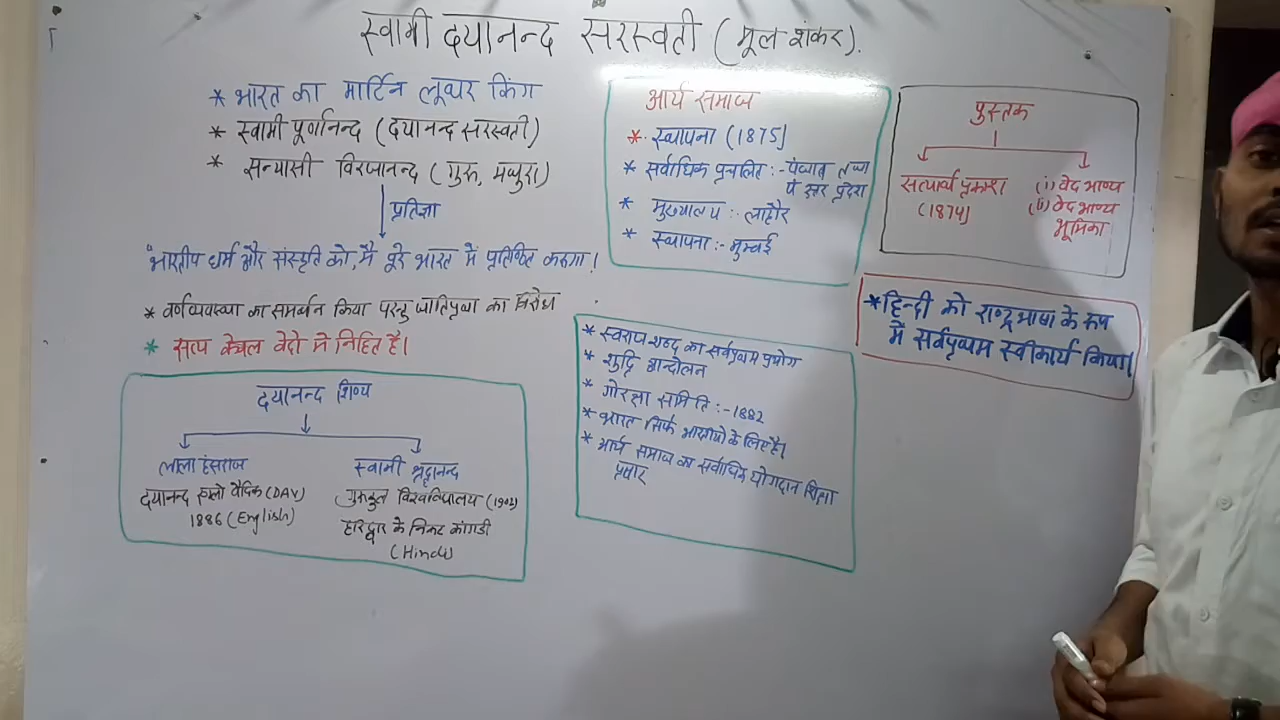 स्वामी दयानन्द सरस्वती (मूल शंकर).
* भारत का मार्टिन लूथर किंग
* स्वामी पूर्णानन्द (दयानन्द सरस्वती)
* सन्यासी विरजानन्द (गुरु, मथुरा)
प्रतिज्ञा
भारतीय धर्म और संस्कृति को, मैं पूरे भारत में प्रतिष्ठित करुगा!
* वर्णव्यवस्था का समर्थन किया परन्तु जातिप्रथा का विरोध
* सत्य केवल वेदो मे निहित है।
दयानन्द शिष्य
लाला हंसराज
दयानन्द एंग्लो वैदिक (DAV)
1886 (English)
स्वामी श्रद्धानन्द
गुरुकुल विश्वविद्यालय (1902)
हरिद्वार के निकट कांगडी
(Hindi)
आर्य समाज
* स्थापना (1875)
* सर्वाधिक प्रचलित :- पंजाब तथा
प० उत्तर प्रदेश
* मुख्यालय :- लाहौर
* स्थापना :- मुम्बई
* स्वराज शब्द का सर्वप्रथम प्रयोग
* शुद्धि आन्दोलन
* गोरक्षा समिति :- 1882
* भारत सिर्फ भारतीयो के लिए है।
* आर्य समाज का सर्वाधिक योगदान शिक्षा
प्रचार
पुस्तक
सत्यार्थ प्रकाश
(1874)
(i) वेद भाष्य
(ii) वेद भाष्य
भूमिका
* हिन्दी को राष्ट्रभाषा के रूप
में सर्वप्रथम स्वीकार्य किया।